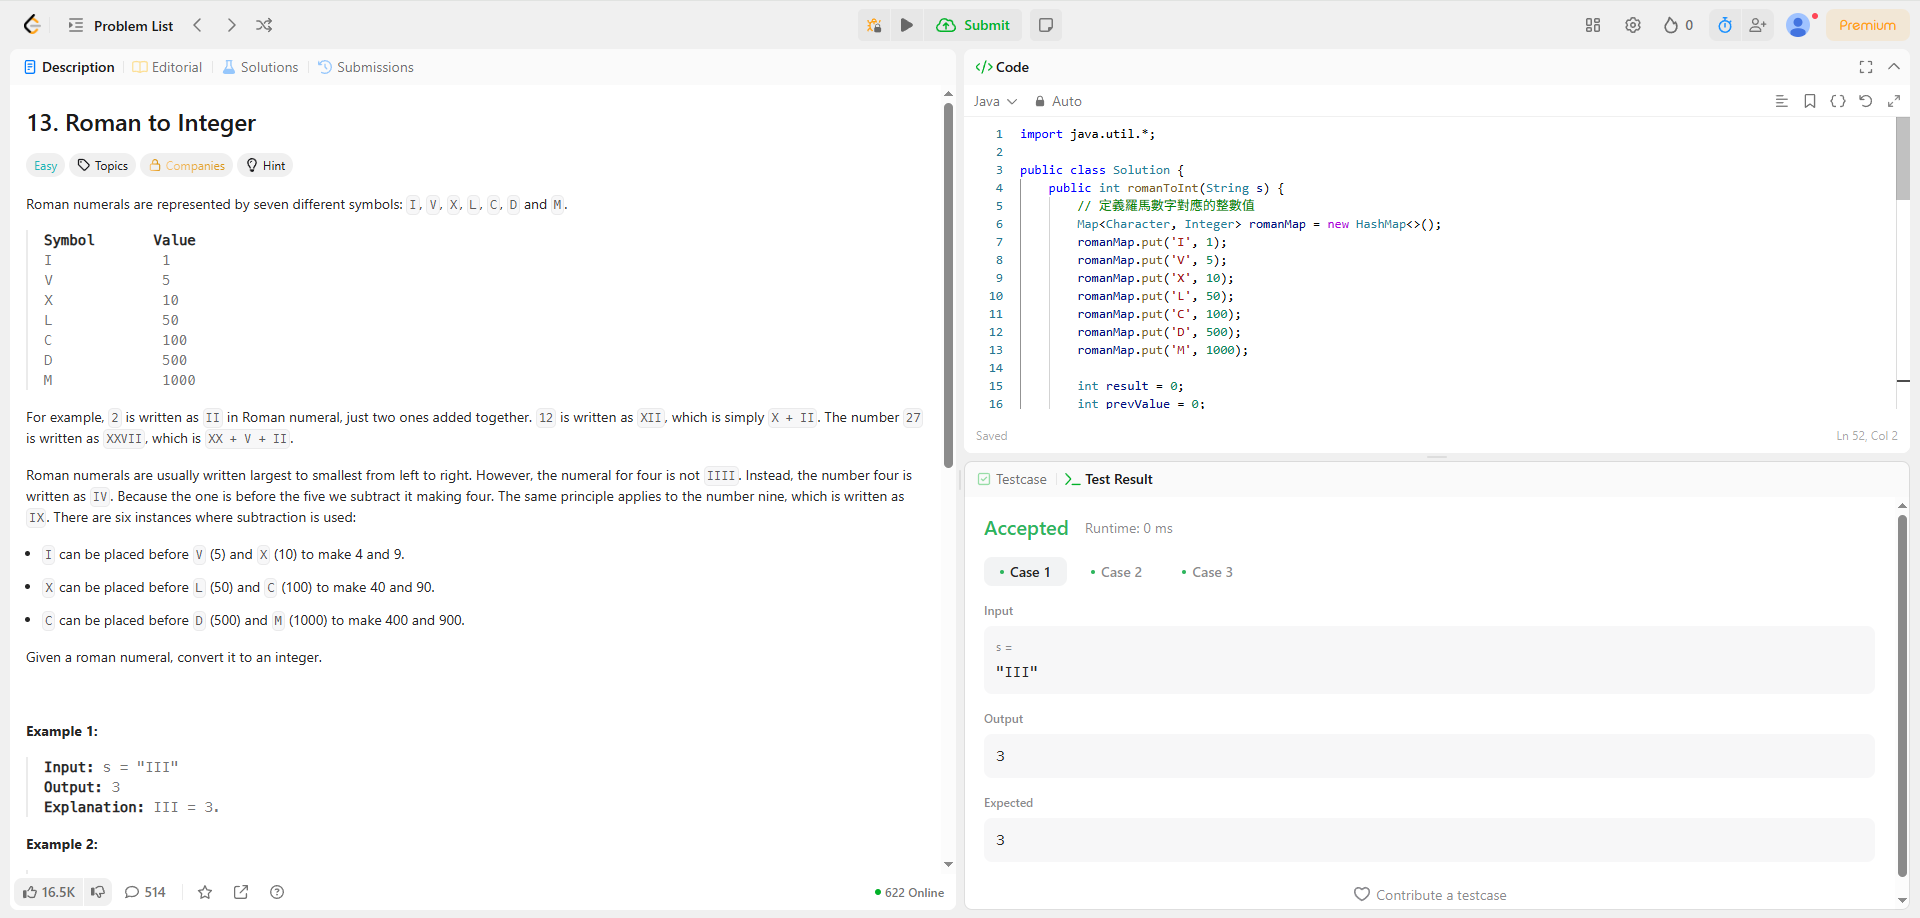 Problem List
Submit
0
Premium
Description
Editorial
Solutions
Submissions
13. Roman to Integer
Easy
Topics
Companies
Hint
Roman numerals are represented by seven different symbols: I, V, X, L, C, D and M.
Symbol Value
I 1
V 5
X 10
L 50
C 100
D 500
M 1000
For example, 2 is written as II in Roman numeral, just two ones added together. 12 is written as XII, which is simply X + II. The number 27
is written as XXVII, which is XX + V + II.
Roman numerals are usually written largest to smallest from left to right. However, the numeral for four is not IIII. Instead, the number four is
written as IV. Because the one is before the five we subtract it making four. The same principle applies to the number nine, which is written as
IX. There are six instances where subtraction is used:
• I can be placed before V (5) and X (10) to make 4 and 9.
• X can be placed before L (50) and C (100) to make 40 and 90.
• C can be placed before D (500) and M (1000) to make 400 and 900.
Given a roman numeral, convert it to an integer.
Example 1:
Input: s = "III"
Output: 3
Explanation: III = 3.
Example 2:
16.5K
514
622 Online
</> Code
Java
Auto
1 import java.util.*;
2
3 public class Solution {
4 public int romanToInt(String s) {
5 // 定義羅馬數字對應的整數值
6 Map<Character, Integer> romanMap = new HashMap<>();
7 romanMap.put('I', 1);
8 romanMap.put('V', 5);
9 romanMap.put('X', 10);
10 romanMap.put('L', 50);
11 romanMap.put('C', 100);
12 romanMap.put('D', 500);
13 romanMap.put('M', 1000);
14
15 int result = 0;
16 int prevValue = 0;
Saved
Ln 52, Col 2
Testcase
Test Result
Accepted
Runtime: 0 ms
• Case 1
• Case 2
• Case 3
Input
s =
"III"
Output
3
Expected
3
Contribute a testcase